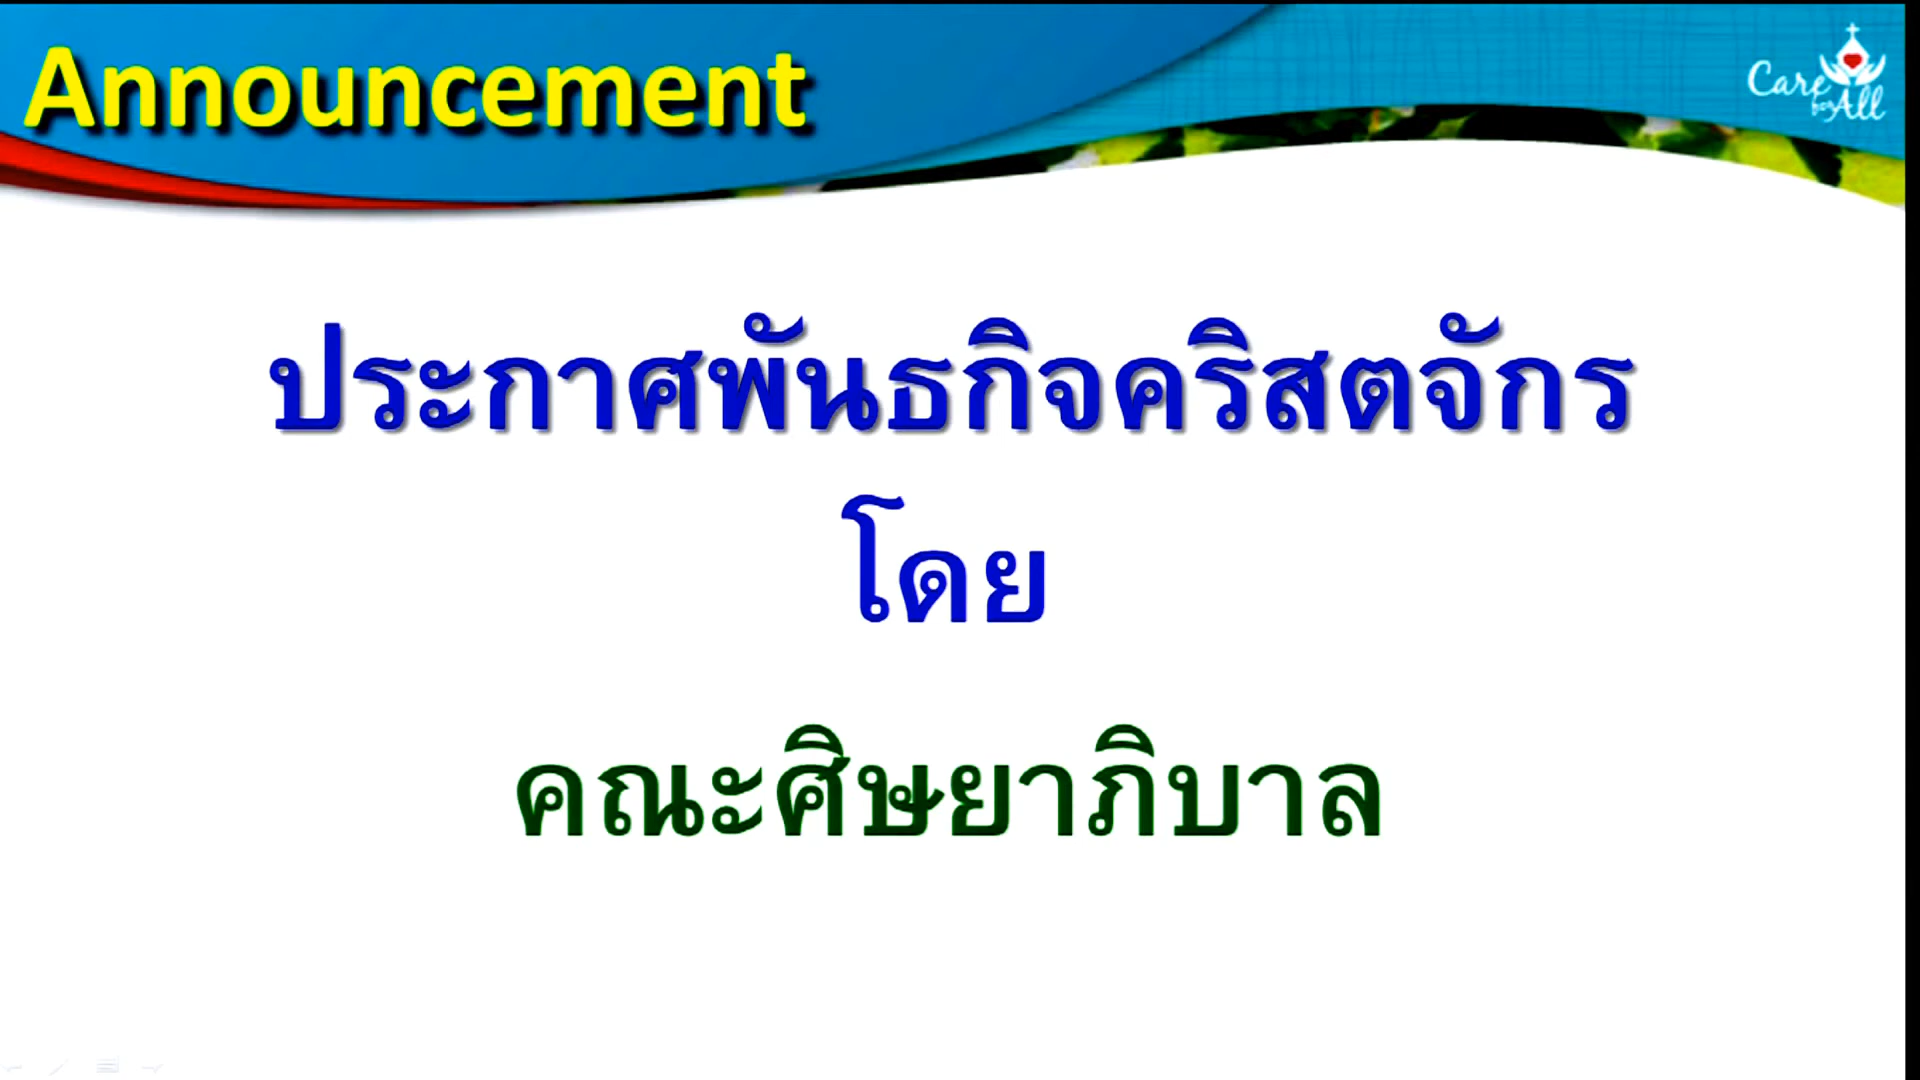 Announcement
Care
for All
ประกาศพันธกิจคริสตจักร
โดย
คณะศิษยาภิบาล